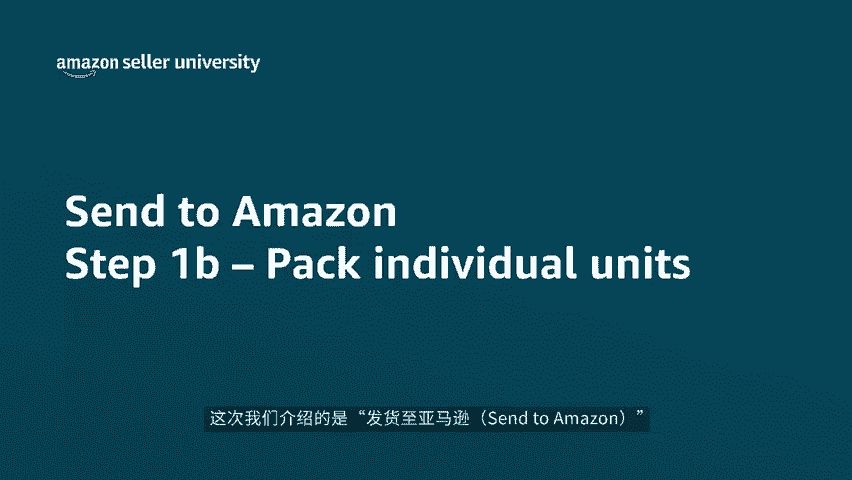 amazon seller university
Send to Amazon
Step 1b – Pack individual units
这次我们介绍的是“发货至亚马逊（Send to Amazon）”